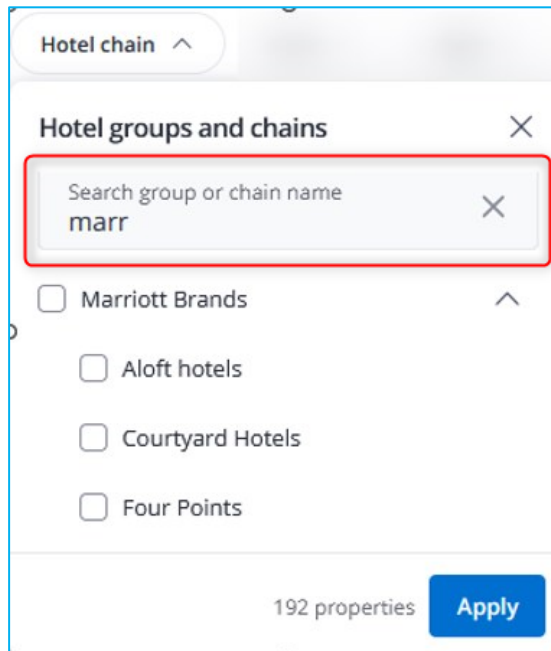 Hotel chain
Hotel groups and chains
Search group or chain name
marr
Marriott Brands
Aloft hotels
Courtyard Hotels
Four Points
192 properties Apply